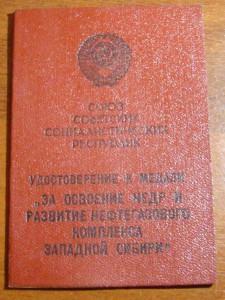 СОЮЗ
СОВЕТСКИХ
СОЦИАЛИСТИЧЕСКИХ
РЕСПУБЛИК
УДОСТОВЕРЕНИЕ К МЕДАЛИ
„ЗА ОСВОЕНИЕ НЕДР И
РАЗВИТИЕ НЕФТЕГАЗОВОГО
КОМПЛЕКСА
ЗАПАДНОЙ СИБИРИ“